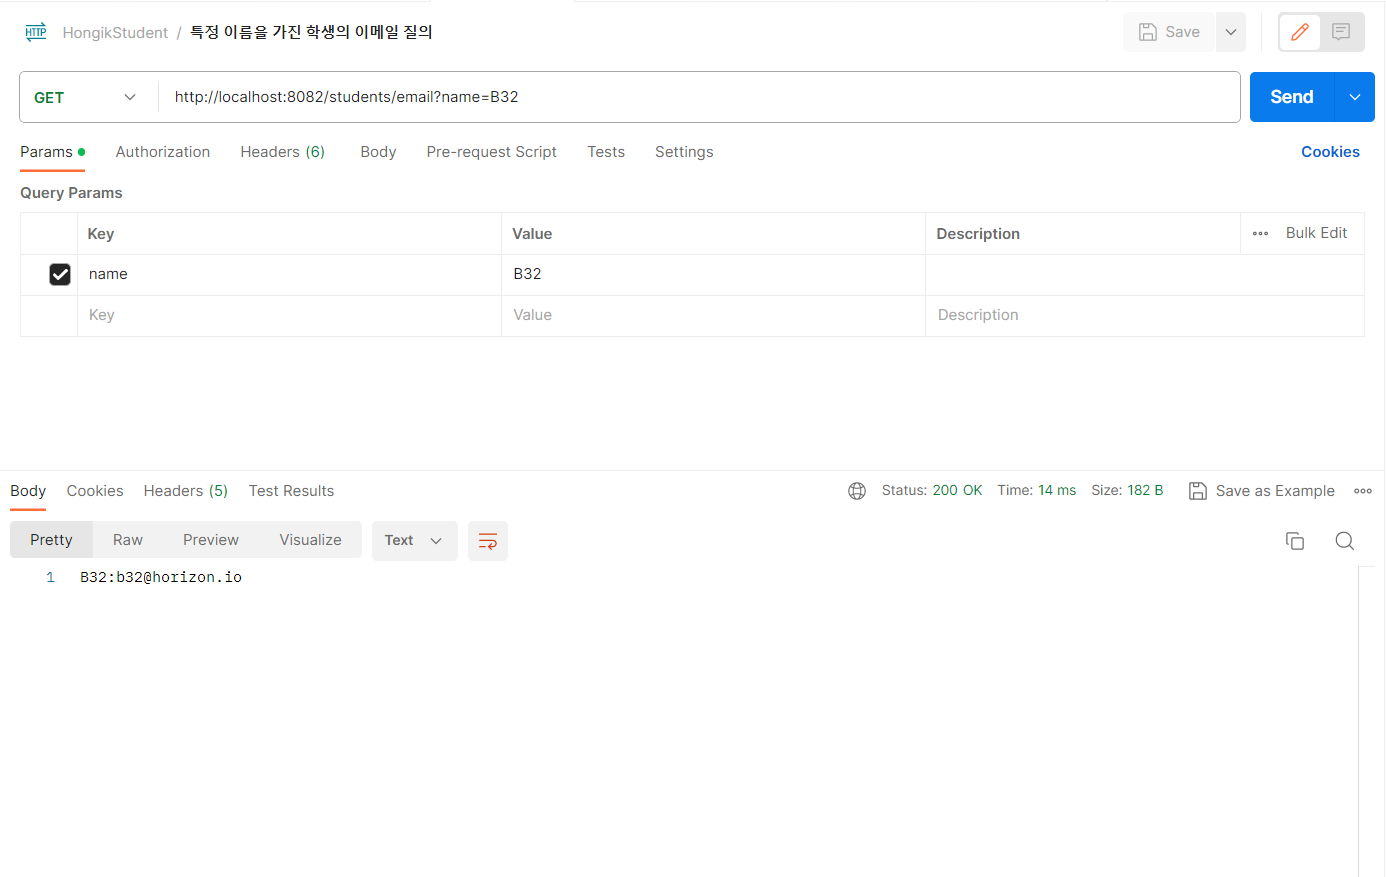 HTTP HongikStudent / 특정 이름을 가진 학생의 이메일 질의 Save
GET http://localhost:8082/students/email?name=B32 Send
Params Authorization Headers (6) Body Pre-request Script Tests Settings Cookies
Query Params
Key Value Description Bulk Edit
name B32
Key Value Description
Body Cookies Headers (5) Test Results Status: 200 OK Time: 14 ms Size: 182 B Save as Example
Pretty Raw Preview Visualize Text
1 B32:b32@horizon.io